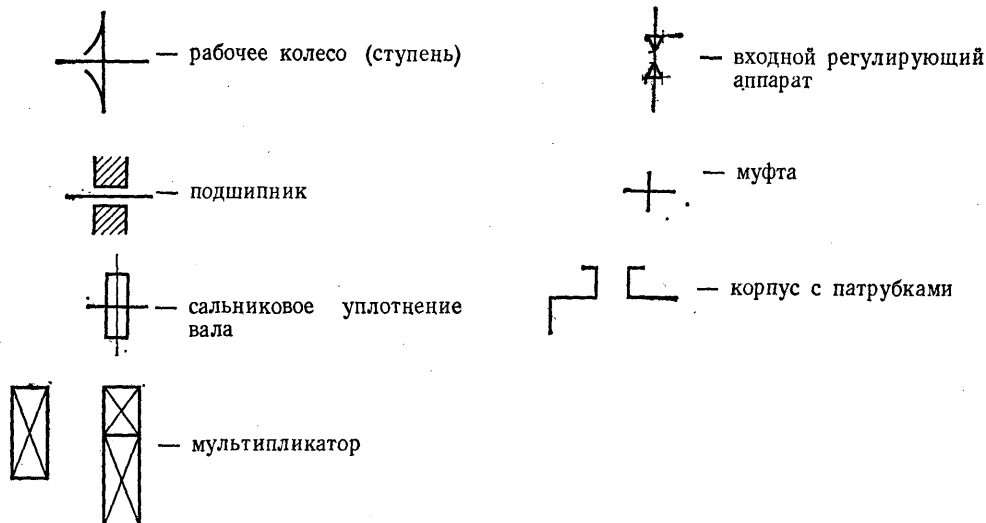 — рабочее колесо (ступень)
— подшипник
— сальниковое уплотнение
вала
— мультипликатор
— входной регулирующий
аппарат
— муфта
— корпус с патрубками